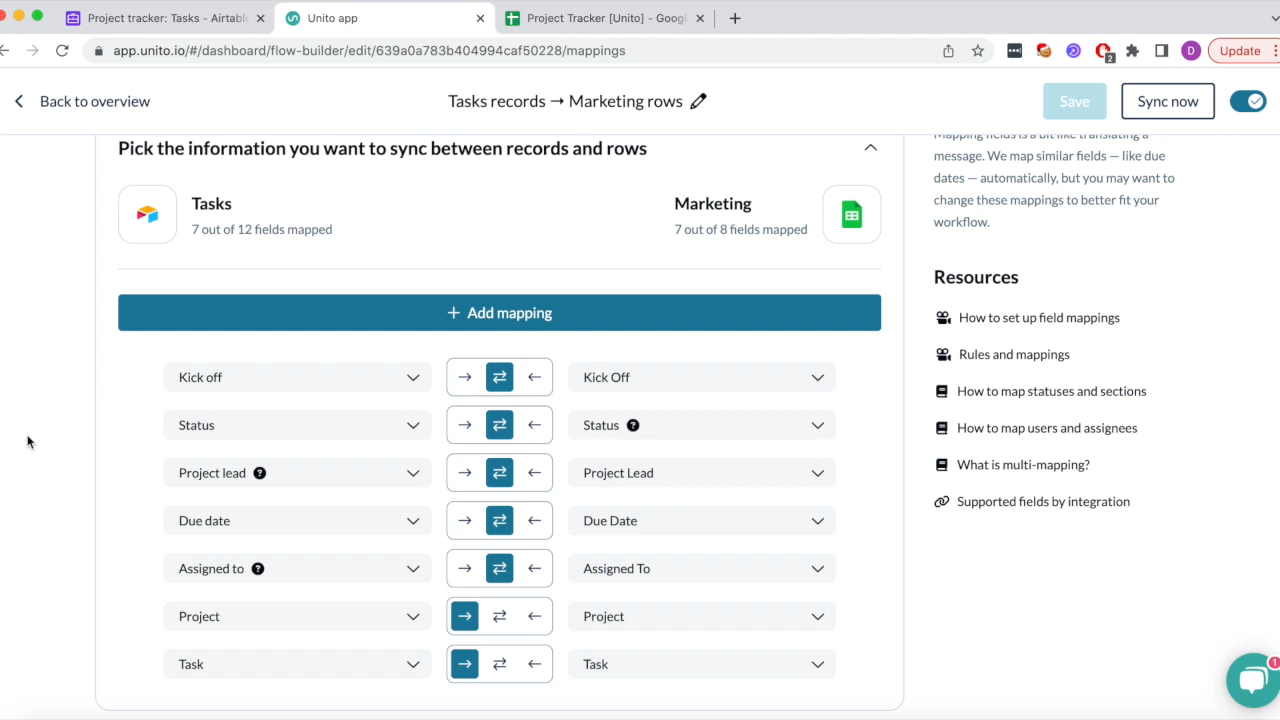 Project tracker: Tasks - Airtabl
Unito app
Project Tracker [Unito] - Goog
app.unito.io/#/dashboard/flow-builder/edit/639a0a783b404994caf50228/mappings
2
D
Update
Back to overview
Tasks records → Marketing rows
Save
Sync now
Pick the information you want to sync between records and rows
Tasks
7 out of 12 fields mapped
Marketing
7 out of 8 fields mapped
+ Add mapping
Kick off
Kick Off
Status
Status
Project lead
Project Lead
Due date
Due Date
Assigned to
Assigned To
Project
Project
Task
Task
Mapping fields is a bit like translating a
message. We map similar fields — like due
dates — automatically, but you may want to
change these mappings to better fit your
workflow.
Resources
How to set up field mappings
Rules and mappings
How to map statuses and sections
How to map users and assignees
What is multi-mapping?
Supported fields by integration
1